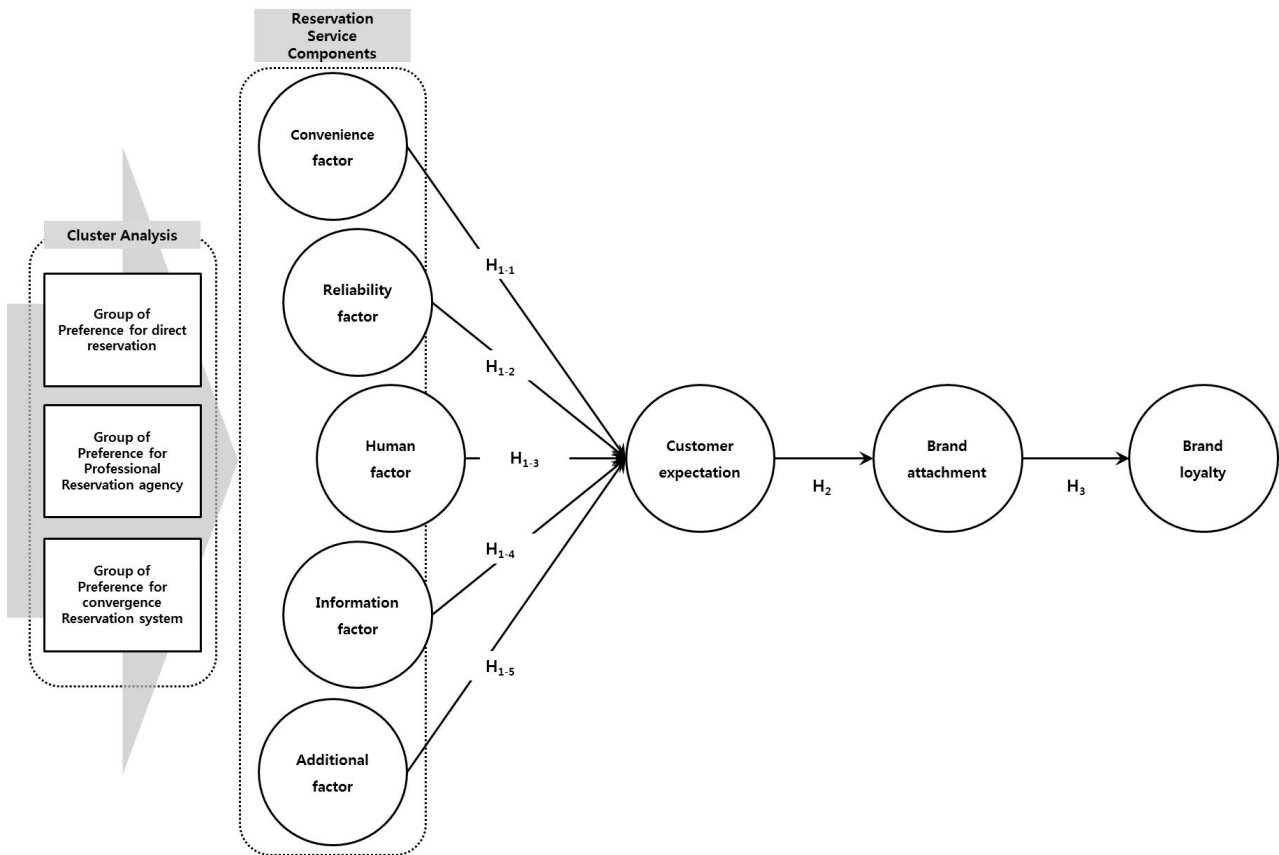 Reservation
Service
Components
Cluster Analysis
Group of
Preference for direct
reservation
Group of
Preference for
Professional
Reservation agency
Group of
Preference for
convergence
Reservation system
Convenience
factor
Reliability
factor
Human
factor
Information
factor
Additional
factor
H1-1
H1-2
H1-3
H1-4
H1-5
Customer
expectation
H2
Brand
attachment
H3
Brand
loyalty